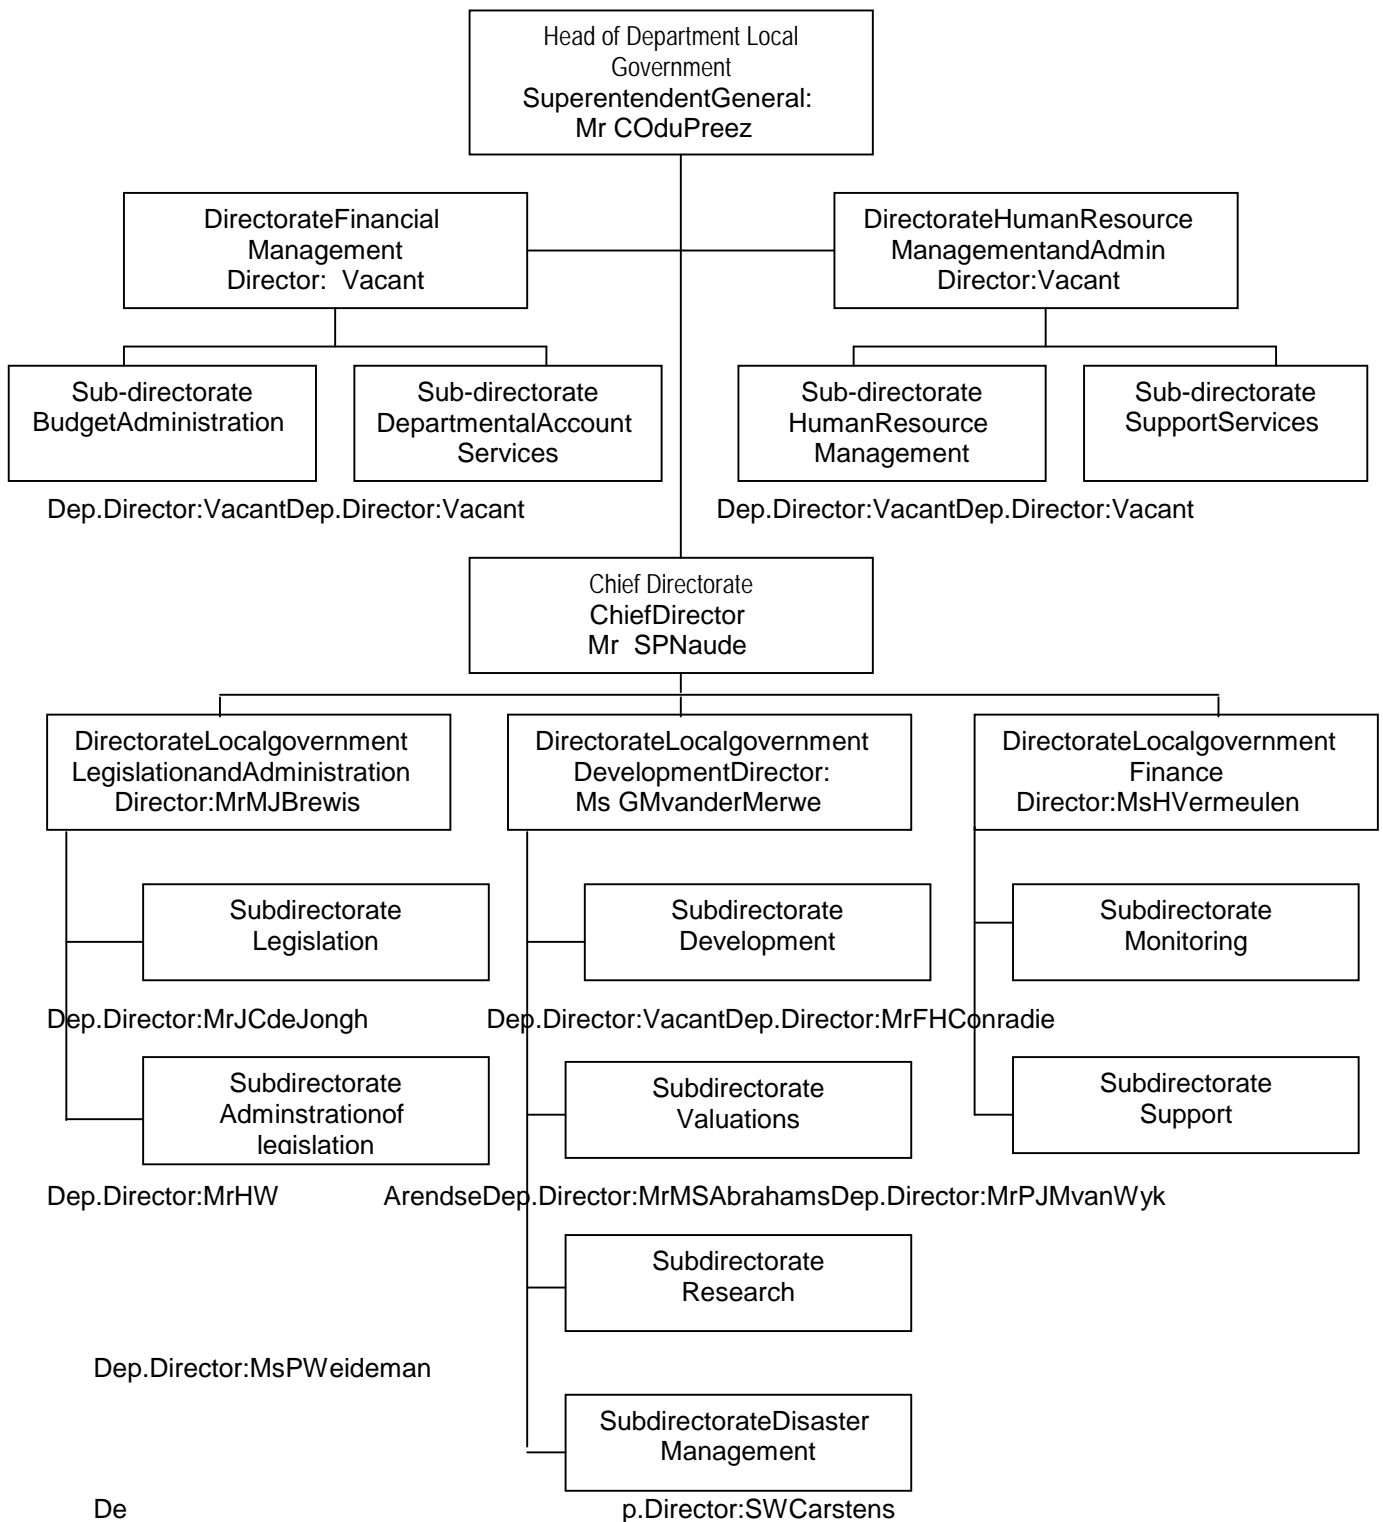 Head of Department Local
Government
SuperentendentGeneral:
Mr COduPreez
DirectorateFinancial
Management
Director: Vacant
DirectorateHumanResource
ManagementandAdmin
Director:Vacant
Sub-directorate
BudgetAdministration
Sub-directorate
DepartmentalAccount
Services
Sub-directorate
HumanResource
Management
Sub-directorate
SupportServices
Dep.Director:VacantDep.Director:Vacant
Dep.Director:VacantDep.Director:Vacant
Chief Directorate
ChiefDirector
Mr SPNaude
DirectorateLocalgovernment
LegislationandAdministration
Director:MrMJBrewis
DirectorateLocalgovernment
DevelopmentDirector:
Ms GMvanderMerwe
DirectorateLocalgovernment
Finance
Director:MsHVermeulen
Subdirectorate
Legislation
Subdirectorate
Development
Subdirectorate
Monitoring
Dep.Director:MrJCdeJongh
Dep.Director:VacantDep.Director:MrFHConradie
Subdirectorate
Adminstrationof
legislation
Subdirectorate
Valuations
Subdirectorate
Support
Dep.Director:MrHW ArendseDep.Director:MrMSAbrahamsDep.Director:MrPJMvanWyk
Subdirectorate
Research
Dep.Director:MsPWeideman
SubdirectorateDisaster
Management
De p.Director:SWCarstens